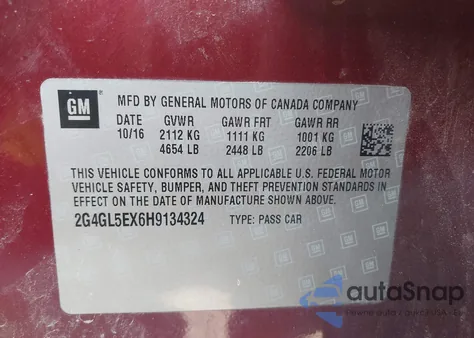 GM
MFD BY GENERAL MOTORS OF CANADA COMPANY
DATE GVWR GAWR FRT GAWR RR
10/16 2112 KG 1111 KG 1001 KG
4654 LB 2448 LB 2206 LB
THIS VEHICLE CONFORMS TO ALL APPLICABLE U.S. FEDERAL MOTOR
VEHICLE SAFETY, BUMPER, AND THEFT PREVENTION STANDARDS IN
EFFECT ON THE DATE OF MANUFACTURE SHOWN ABOVE.
2G4GL5EX6H9134324 TYPE: PASS CAR
autoSnap